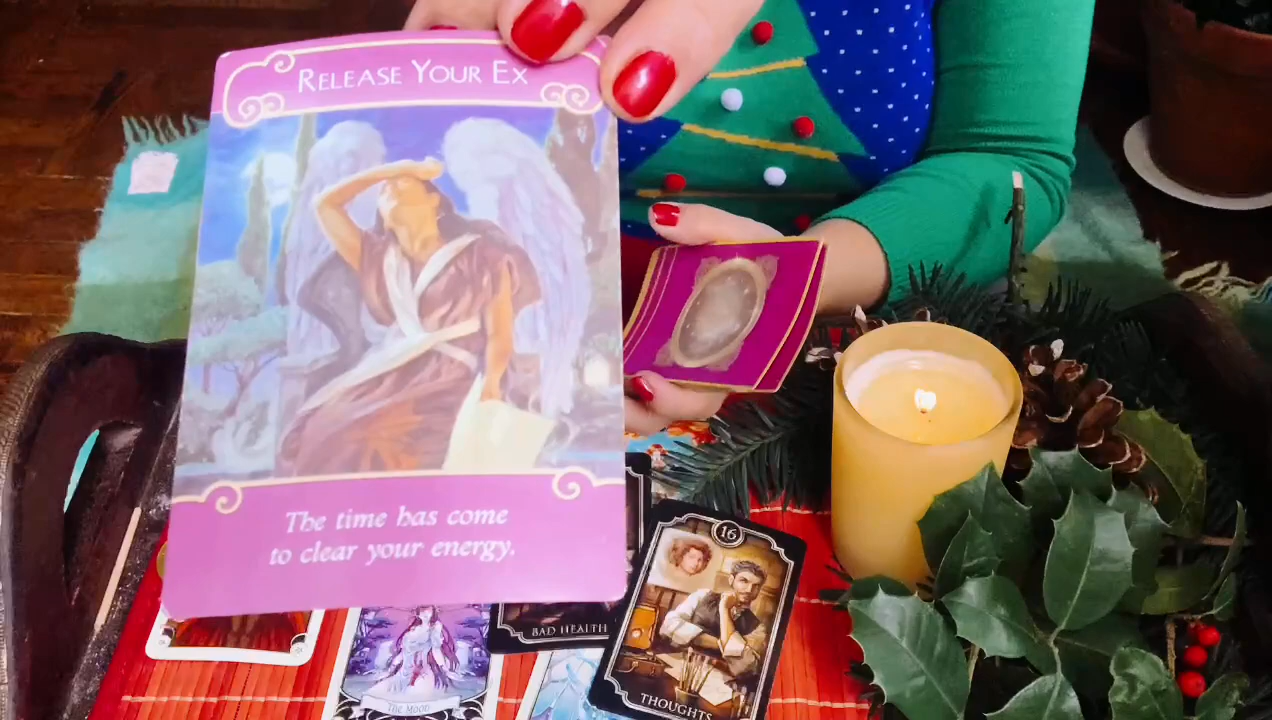 Release Your Ex
The time has come
to clear your energy.
16
BAD HEALTH
THOUGHTS
The Moon